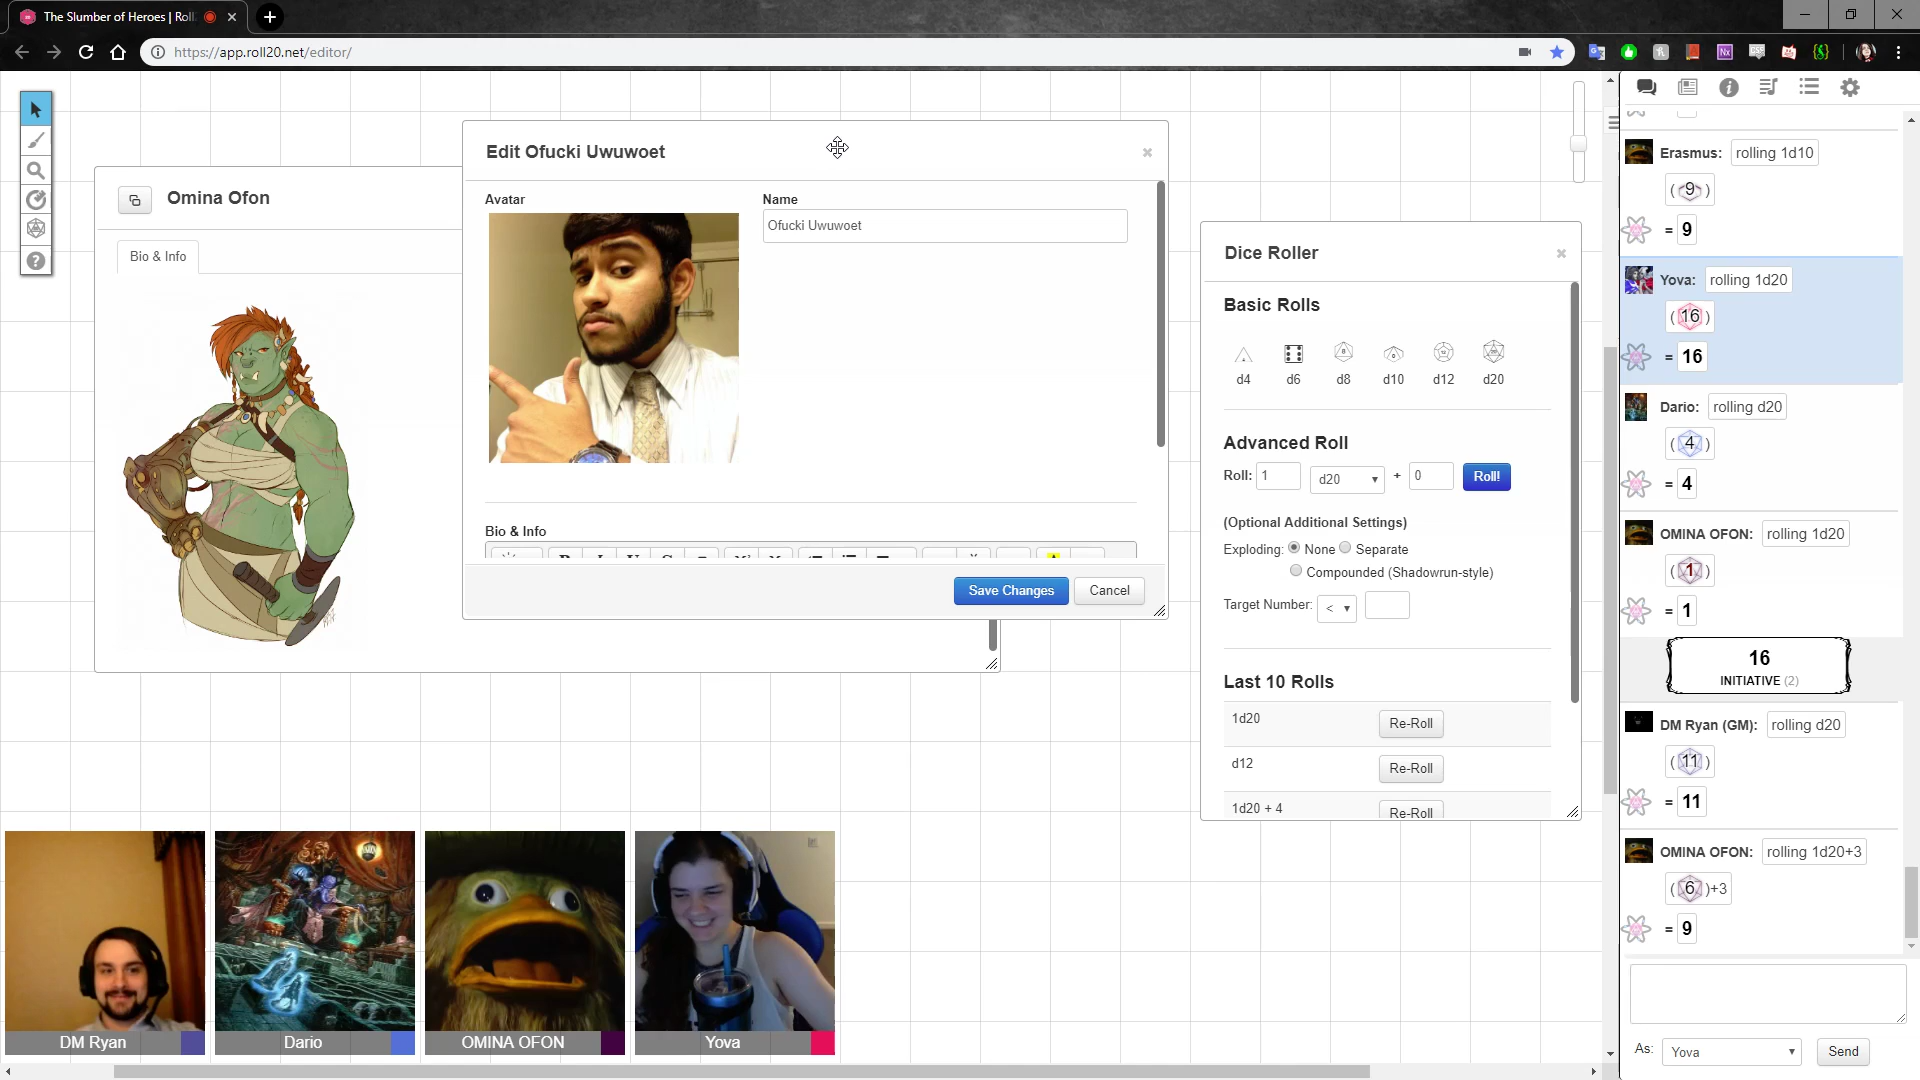 The Slumber of Heroes | Roll
https://app.roll20.net/editor/
Omina Ofon
Bio & Info
Edit Ofucki Uwuwoet
Avatar
Name
Ofucki Uwuwoet
Bio & Info
Save Changes
Cancel
Dice Roller
Basic Rolls
d4
d6
d8
d10
d12
d20
Advanced Roll
Roll:
1
d20
+
0
Roll!
(Optional Additional Settings)
Exploding:
None
Separate
Compounded (Shadowrun-style)
Target Number:
<
Last 10 Rolls
1d20
Re-Roll
d12
Re-Roll
1d20 + 4
Re-Roll
Erasmus: rolling 1d10
(9)
= 9
Yova: rolling 1d20
(16)
= 16
Dario: rolling d20
(4)
= 4
OMINA OFON: rolling 1d20
(1)
= 1
16
INITIATIVE (2)
DM Ryan (GM): rolling d20
(11)
= 11
OMINA OFON: rolling 1d20+3
(6)+3
= 9
As:
Yova
Send
DM Ryan
Dario
OMINA OFON
Yova